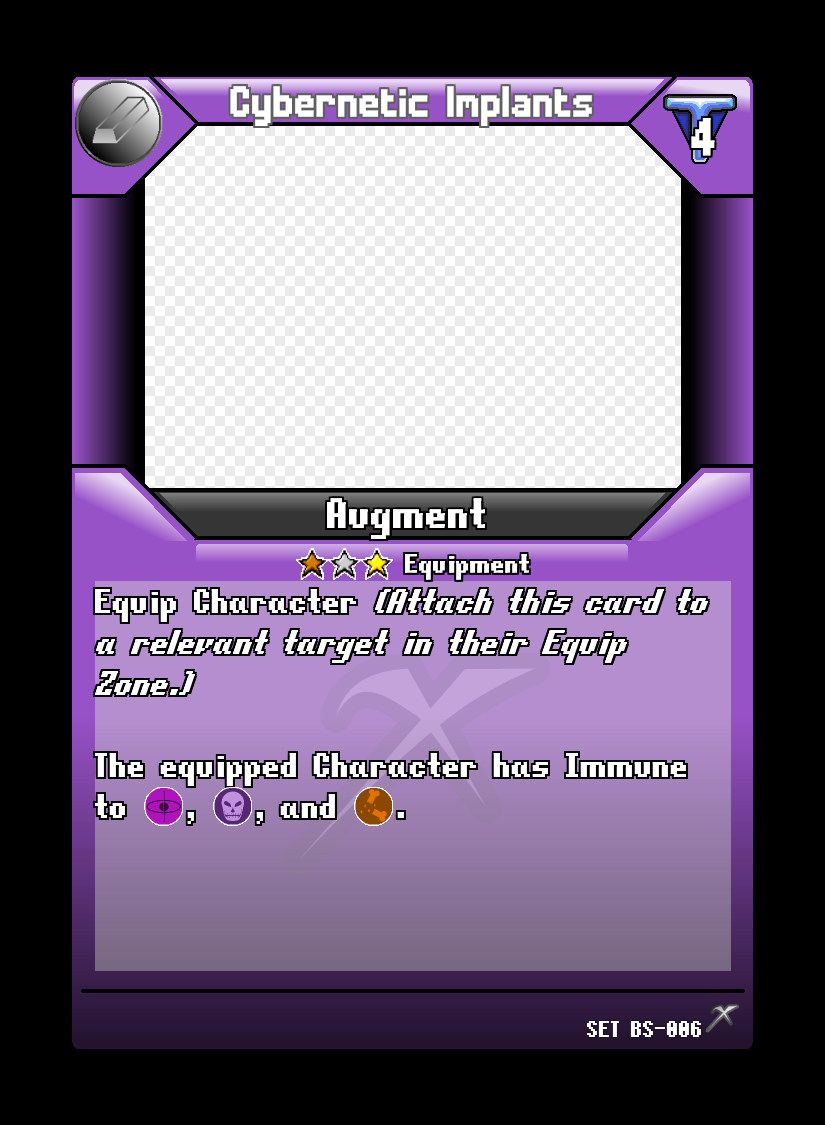 Cybernetic Implants
4
Augment
Equipment
Equip Character (Attach this card to
a relevant target in their Equip
Zone.)
The equipped Character has Immune
to , , and .
SET BS-006